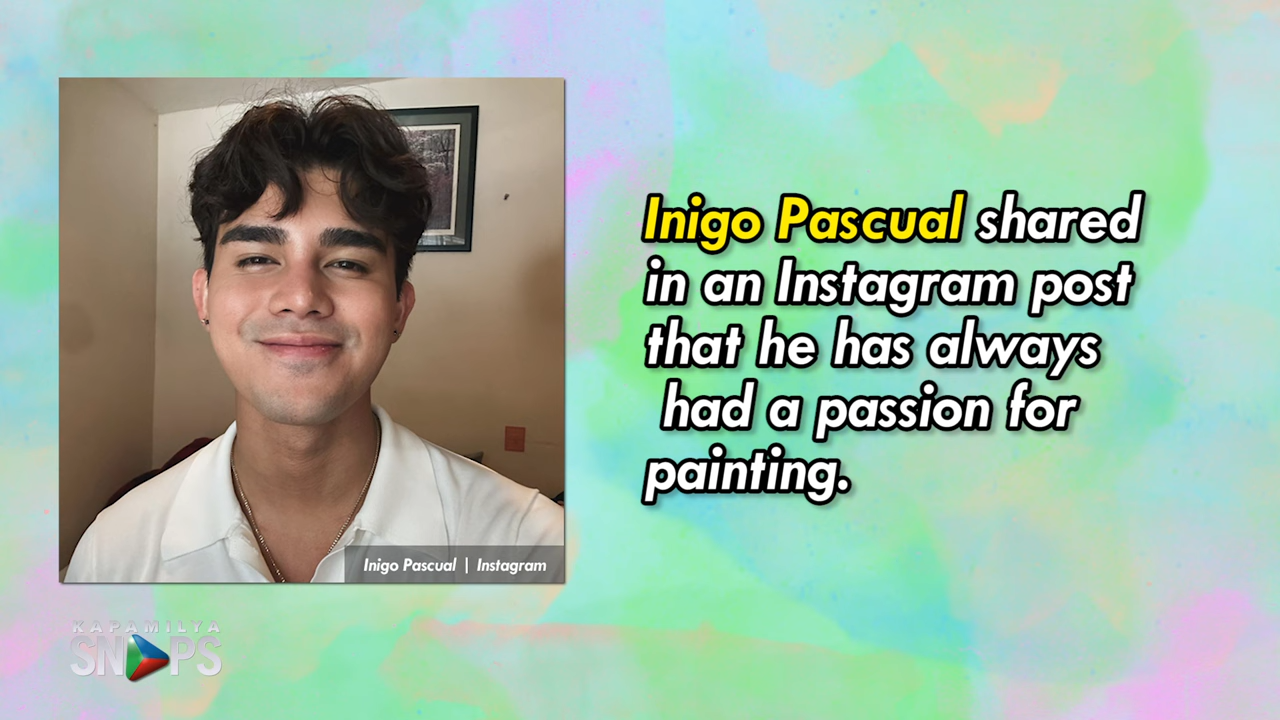 Inigo Pascual shared
in an Instagram post
that he has always
had a passion for
painting.
Inigo Pascual | Instagram
KAPAMILYA
SNAPS